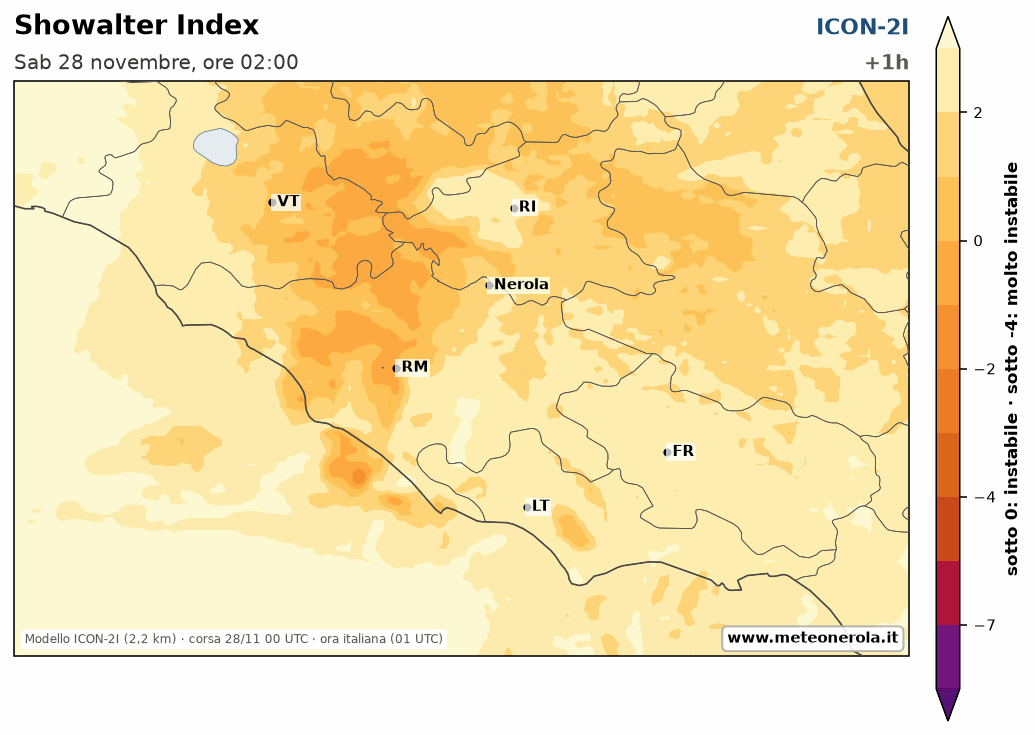 Showalter Index
ICON-2I
Sab 28 novembre, ore 02:00
+1h
VT
RI
Nerola
RM
FR
LT
Modello ICON-2I (2,2 km) · corsa 28/11 00 UTC · ora italiana (01 UTC)
www.meteonerola.it
2
0
−2
−4
−7
sotto 0: instabile · sotto -4: molto instabile